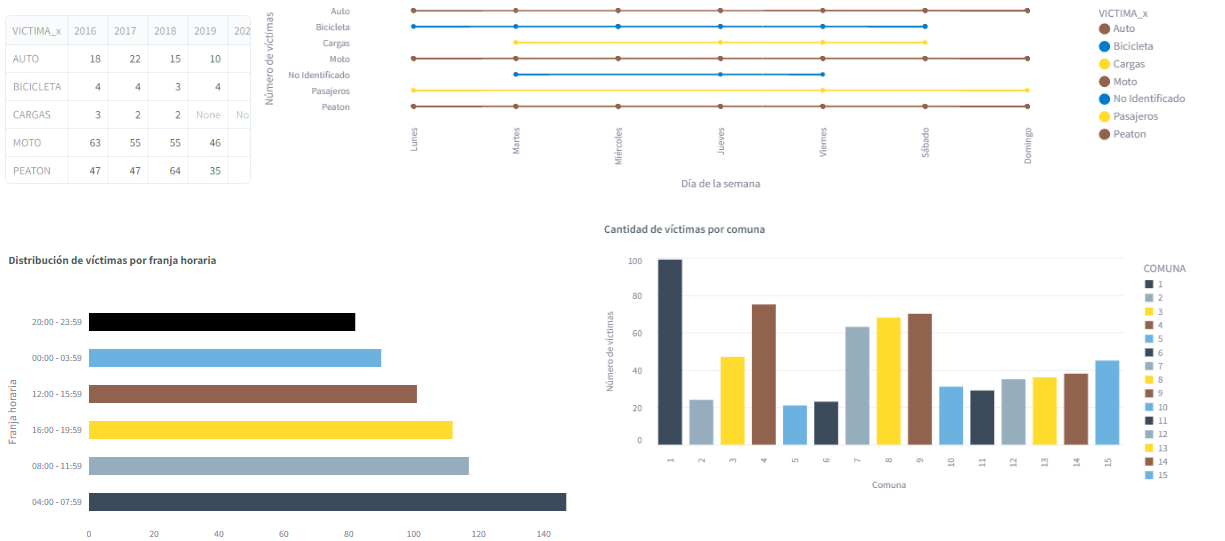 VICTIMA_x 2016 2017 2018 2019 202
AUTO 18 22 15 10
BICICLETA 4 4 3 4
CARGAS 3 2 2 None No
MOTO 63 55 55 46
PEATON 47 47 64 35
Número de víctimas
Auto
Bicicleta
Cargas
Moto
No Identificado
Pasajeros
Peaton
Lunes
Martes
Miércoles
Jueves
Viernes
Sábado
Domingo
Día de la semana
VICTIMA_x
Auto
Bicicleta
Cargas
Moto
No Identificado
Pasajeros
Peaton
Distribución de víctimas por franja horaria
Franja horaria
20:00 - 23:59
00:00 - 03:59
12:00 - 15:59
16:00 - 19:59
08:00 - 11:59
04:00 - 07:59
0 20 40 60 80 100 120 140
Cantidad de víctimas por comuna
Número de víctimas
100
80
60
40
20
0
1 2 3 4 5 6 7 8 9 10 11 12 13 14 15
Comuna
COMUNA
1
2
3
4
5
6
7
8
9
10
11
12
13
14
15